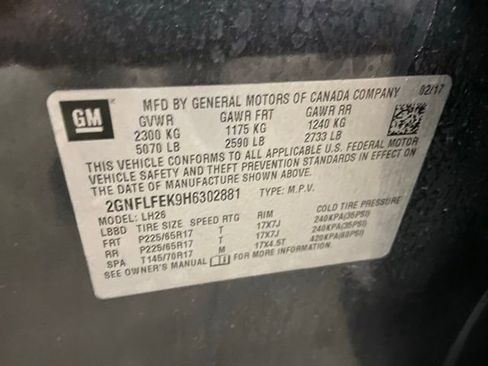 GM
MFD BY GENERAL MOTORS OF CANADA COMPANY 02/17
GVWR GAWR FRT GAWR RR
2300 KG 1175 KG 1240 KG
5070 LB 2590 LB 2733 LB
THIS VEHICLE CONFORMS TO ALL APPLICABLE U.S. FEDERAL MOTOR
VEHICLE SAFETY AND THEFT PREVENTION STANDARDS IN EFFECT ON
THE DATE OF MANUFACTURE SHOWN ABOVE.
2GNFLFEK9H6302881 TYPE: M.P.V.
MODEL: LH26
LBBD TIRE SIZE SPEED RTG RIM COLD TIRE PRESSURE
FRT P225/65R17 T 17X7J 240KPA(35PSI)
RR P225/65R17 T 17X7J 240KPA(35PSI)
SPA T145/70R17 M 17X4.5T 420KPA(60PSI)
SEE OWNER'S MANUAL FOR MORE INFORMATION.